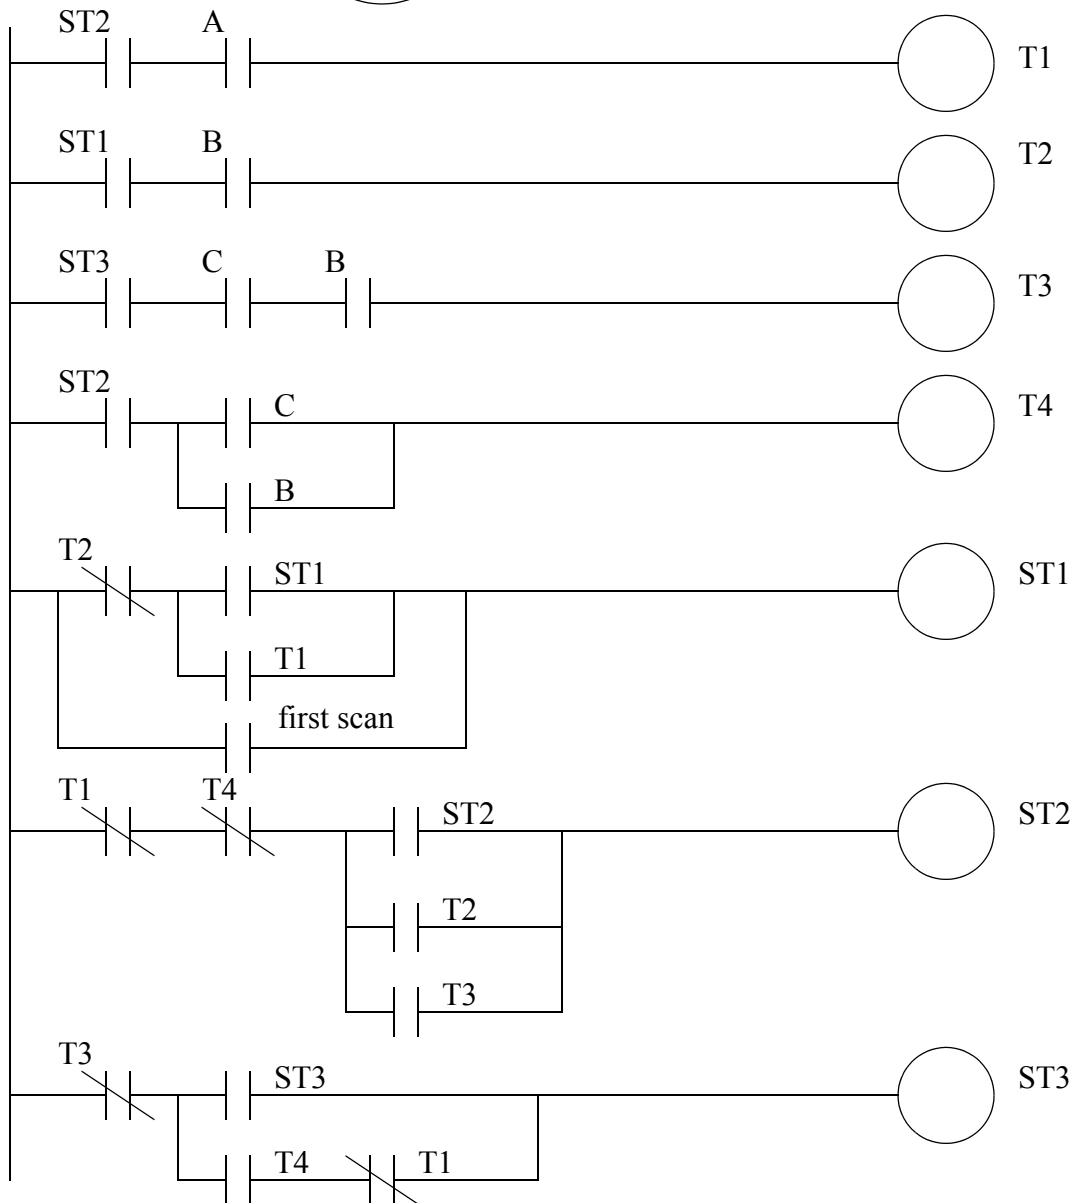 ST2 A T1
ST1 B T2
ST3 C B T3
ST2 C T4
B
T2 ST1 ST1
T1
first scan
T1 T4 ST2 ST2
T2
T3
T3 ST3 ST3
T4 T1